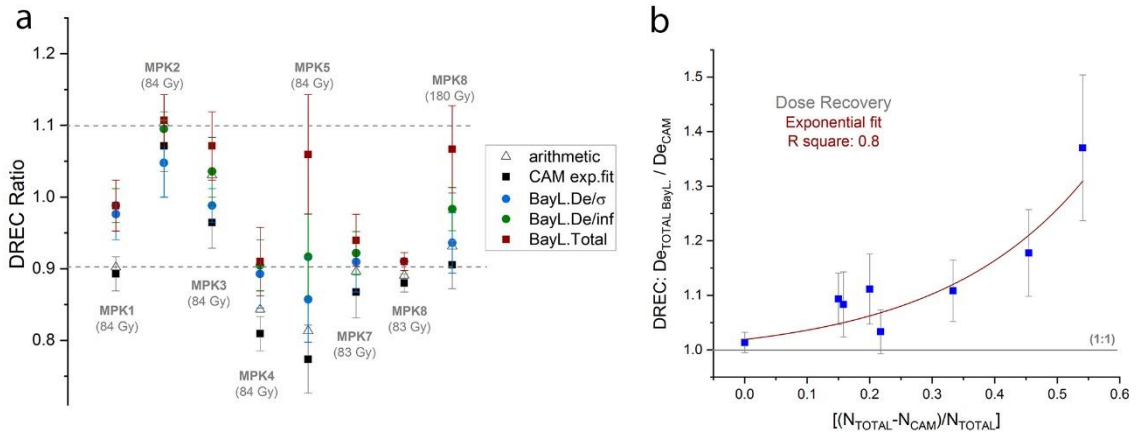 a
1.2
1.1
1.0
0.9
0.8
DREC Ratio
MPK1
(84 Gy)
MPK2
(84 Gy)
MPK3
(84 Gy)
MPK4
(84 Gy)
MPK5
(84 Gy)
MPK7
(83 Gy)
MPK8
(83 Gy)
MPK8
(180 Gy)
arithmetic
CAM exp.fit
BayL.De/σ
BayL.De/inf
BayL.Total
b
1.5
1.4
1.3
1.2
1.1
1.0
DREC: De_TOTAL BayL. / De_CAM
Dose Recovery
Exponential fit
R square: 0.8
(1:1)
0.0 0.1 0.2 0.3 0.4 0.5 0.6
[(N_TOTAL-N_CAM)/N_TOTAL]